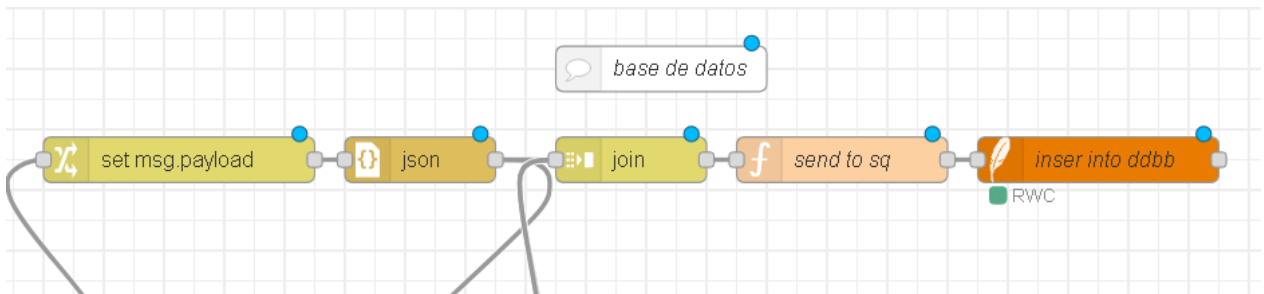 base de datos
set msg.payload
json
join
send to sq
inser into ddbb
RWC